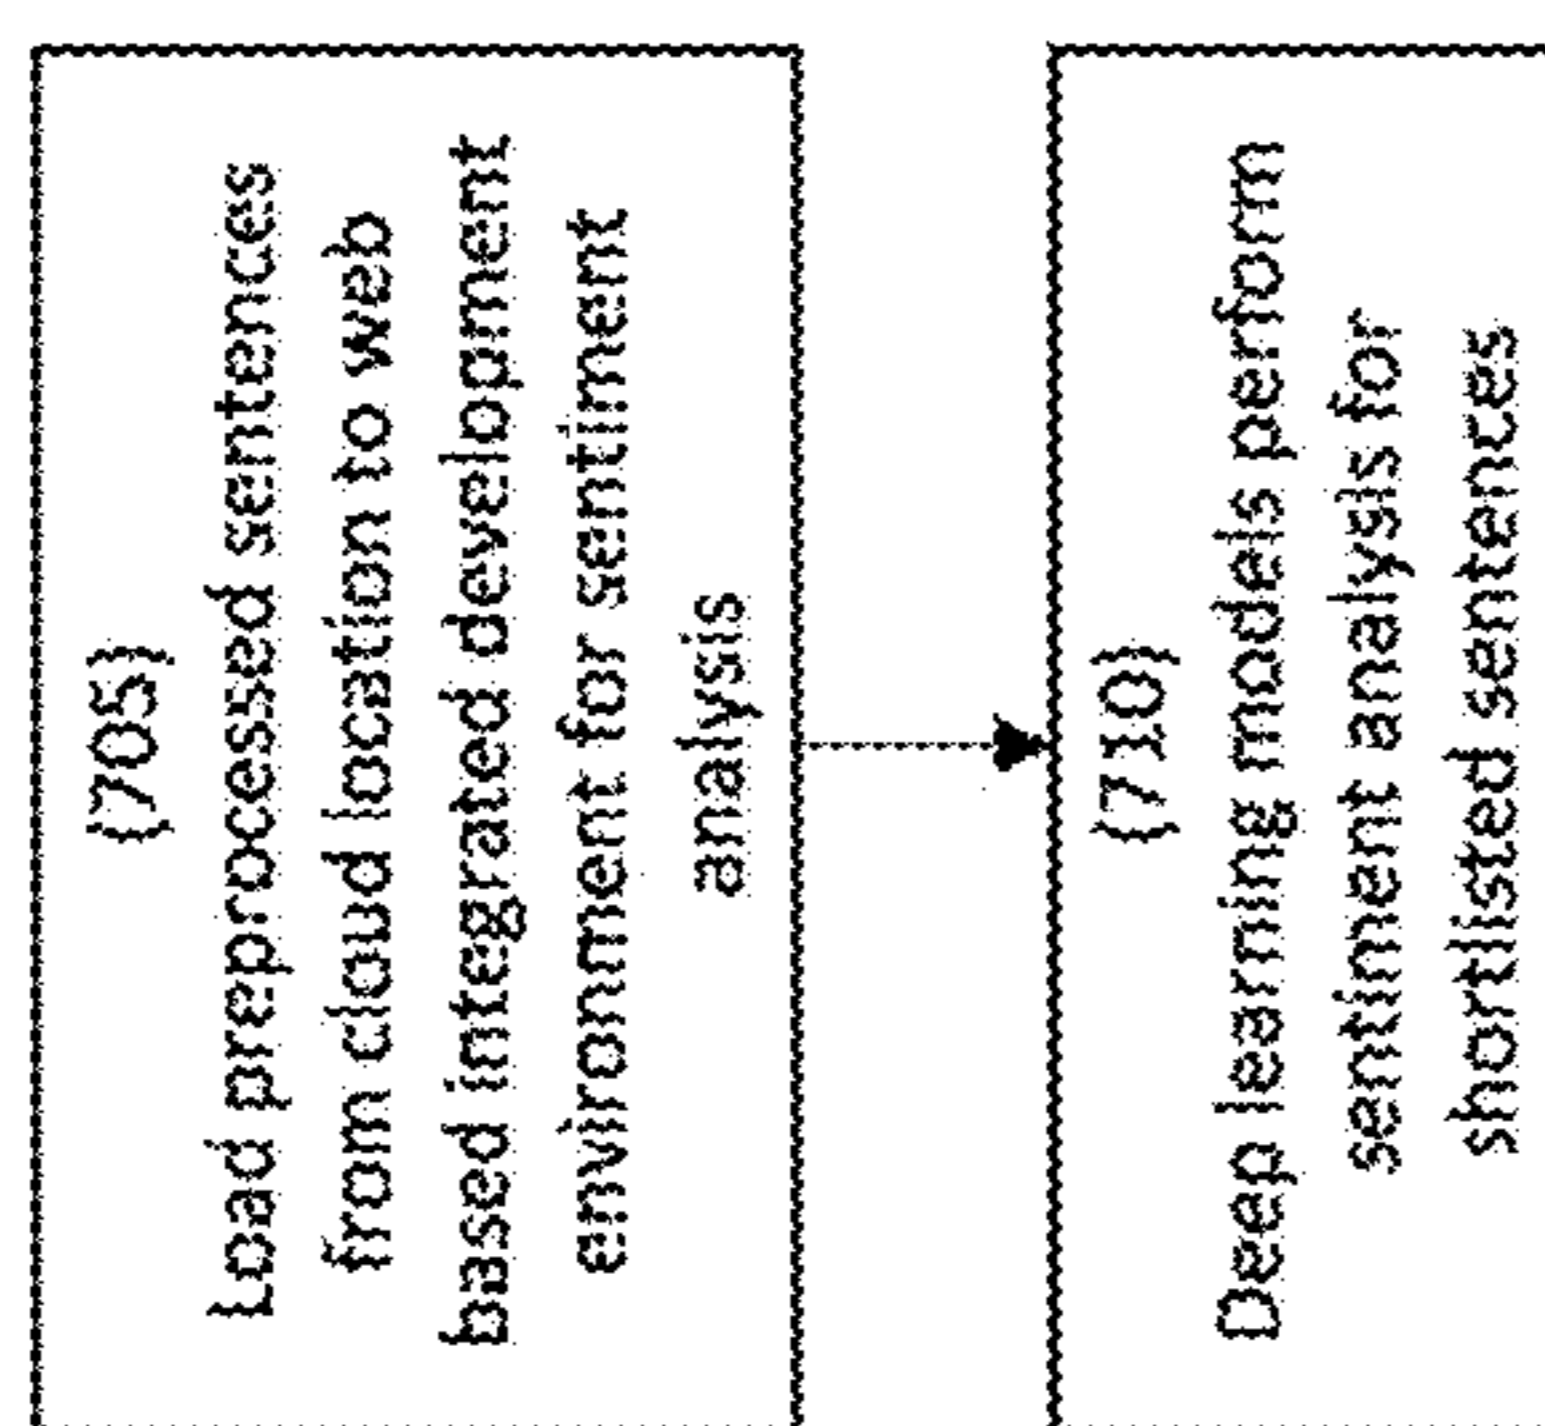 (705)
Load preprocessed sentences
from cloud location to web
based integrated development
environment for sentiment
analysis
(710)
Deep learning models perform
sentiment analysis for
shortlisted sentences